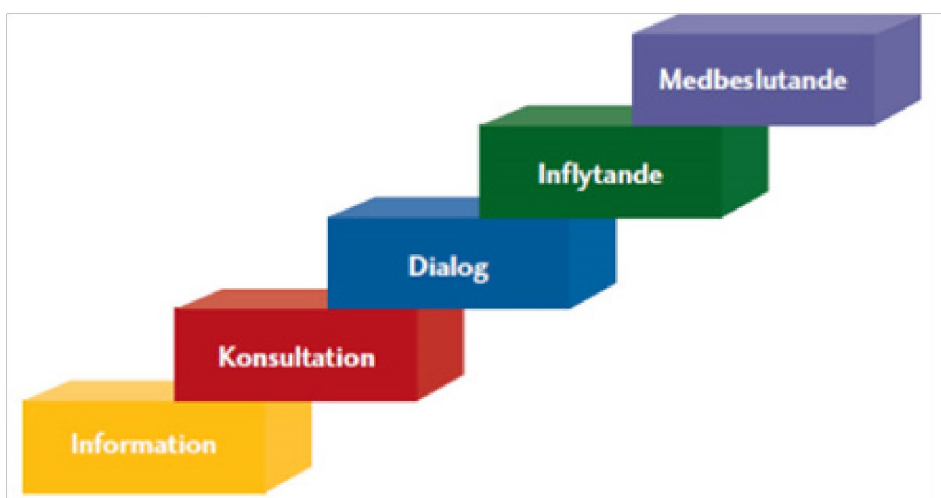 Medbeslutande
Inflytande
Dialog
Konsultation
Information